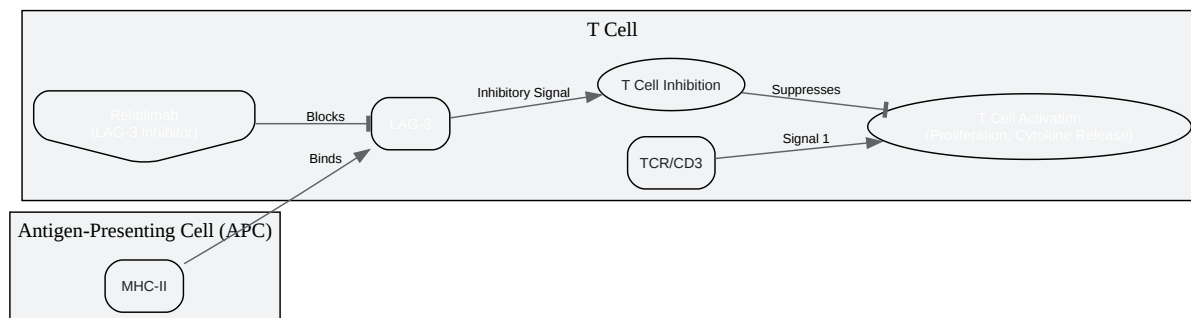 T Cell
Relatlimab
(LAG-3 Inhibitor)
Blocks
LAG-3
Inhibitory Signal
T Cell Inhibition
Suppresses
T Cell Activation
(Proliferation, Cytokine Release)
Binds
TCR/CD3
Signal 1
Antigen-Presenting Cell (APC)
MHC-II